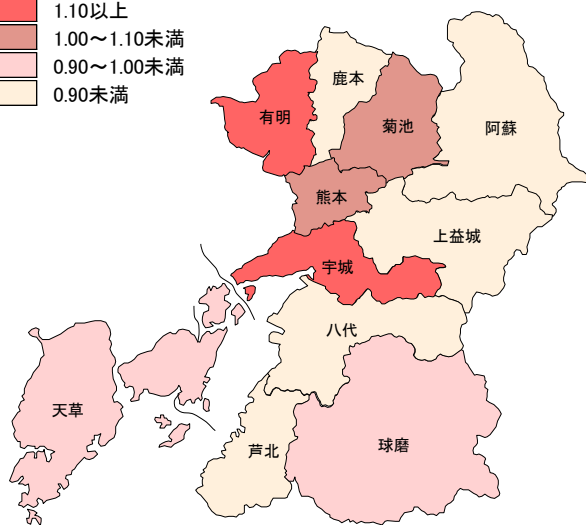 1.10以上
1.00～1.10未満
0.90～1.00未満
0.90未満
鹿本
有明
菊池
阿蘇
熊本
上益城
宇城
八代
天草
芦北
球磨